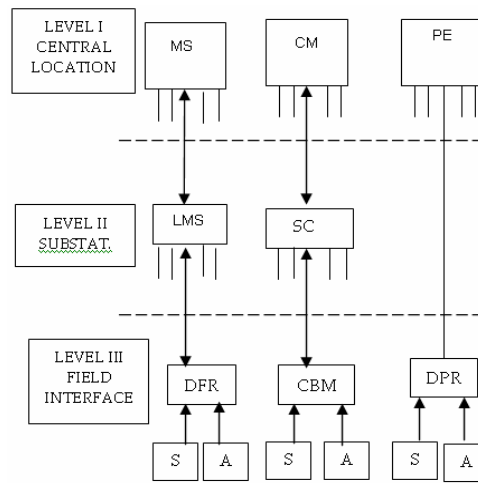 LEVEL I
CENTRAL
LOCATION
MS
CM
PE
LEVEL II
SUBSTAT.
LMS
SC
LEVEL III
FIELD
INTERFACE
DFR
CBM
DPR
S
A
S
A
S
A